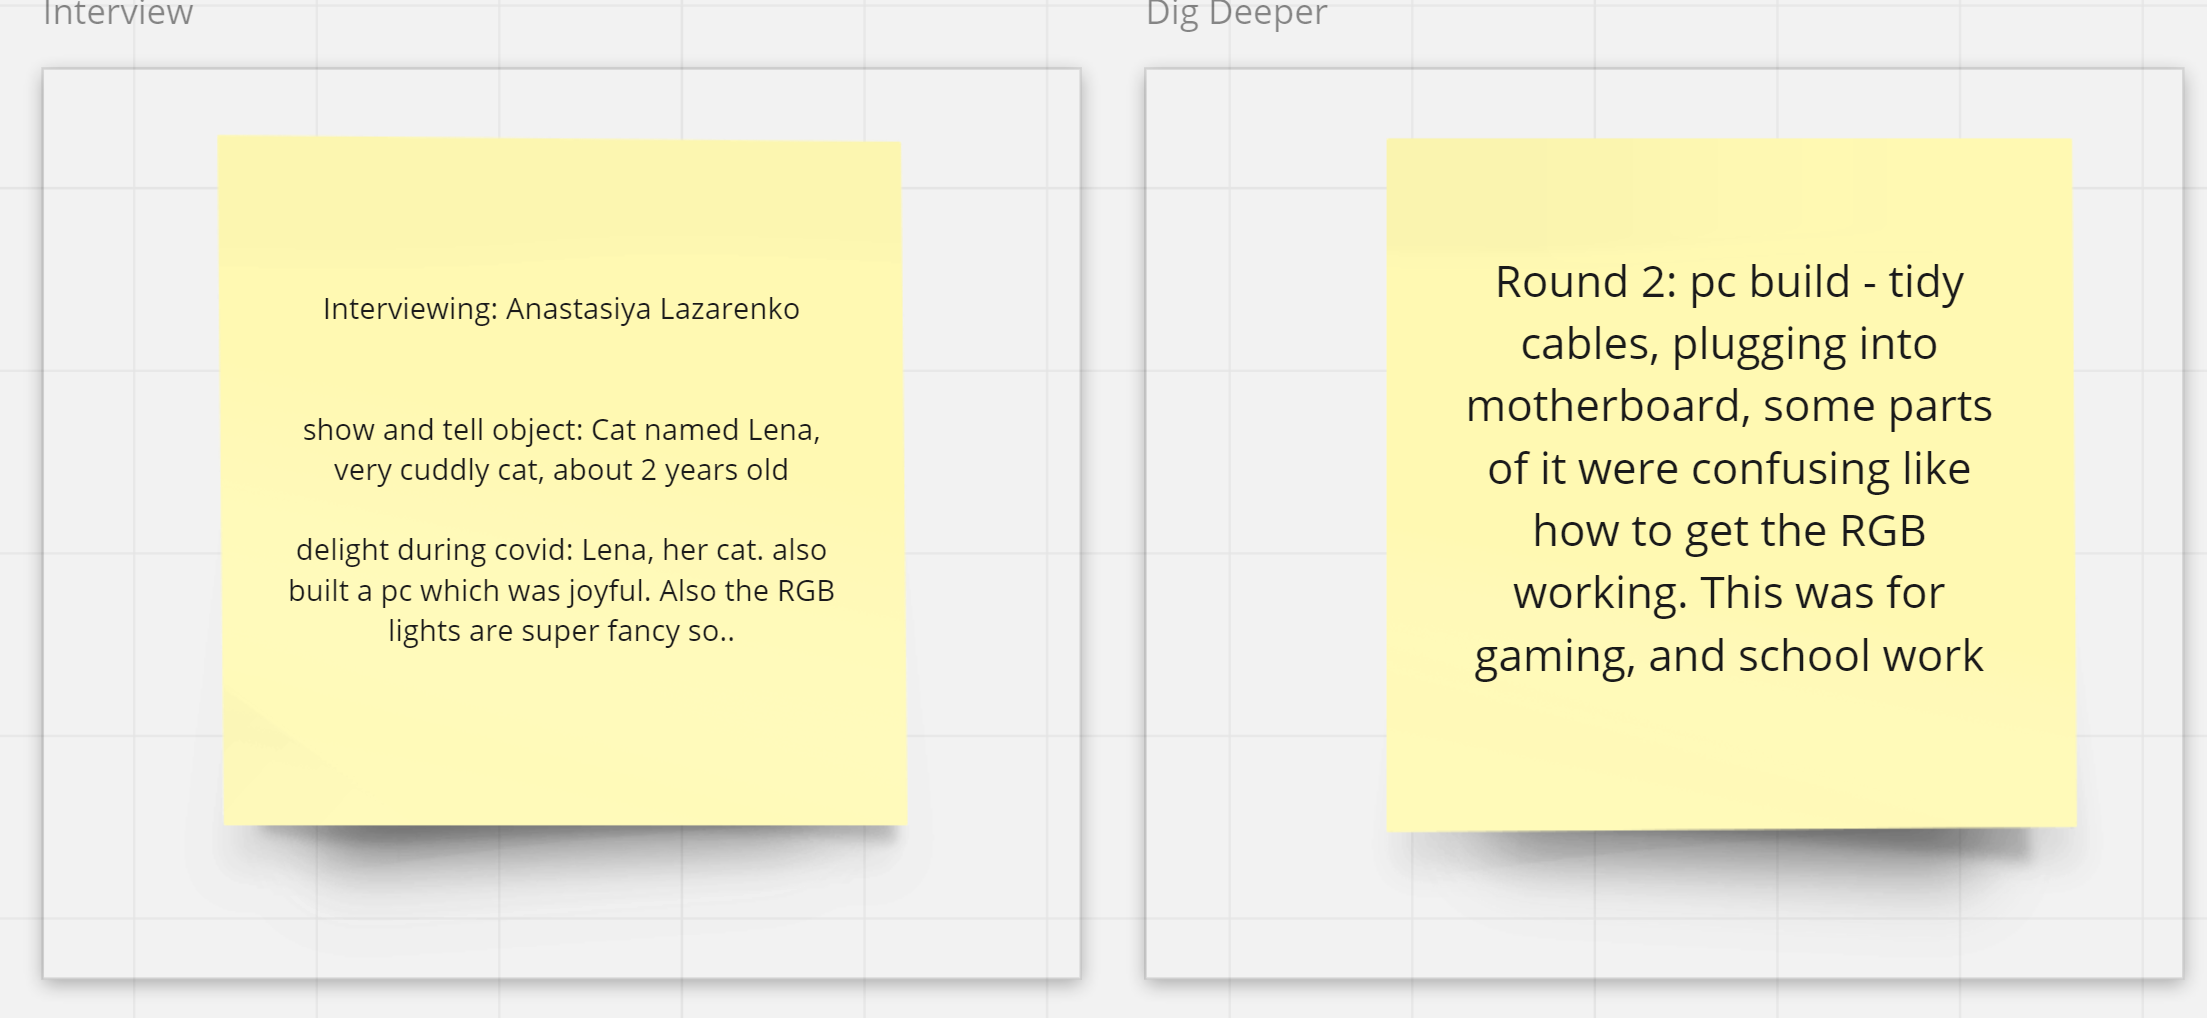 Interview
Interviewing: Anastasiya Lazarenko
show and tell object: Cat named Lena,
very cuddly cat, about 2 years old
delight during covid: Lena, her cat. also
built a pc which was joyful. Also the RGB
lights are super fancy so..
Dig Deeper
Round 2: pc build - tidy
cables, plugging into
motherboard, some parts
of it were confusing like
how to get the RGB
working. This was for
gaming, and school work